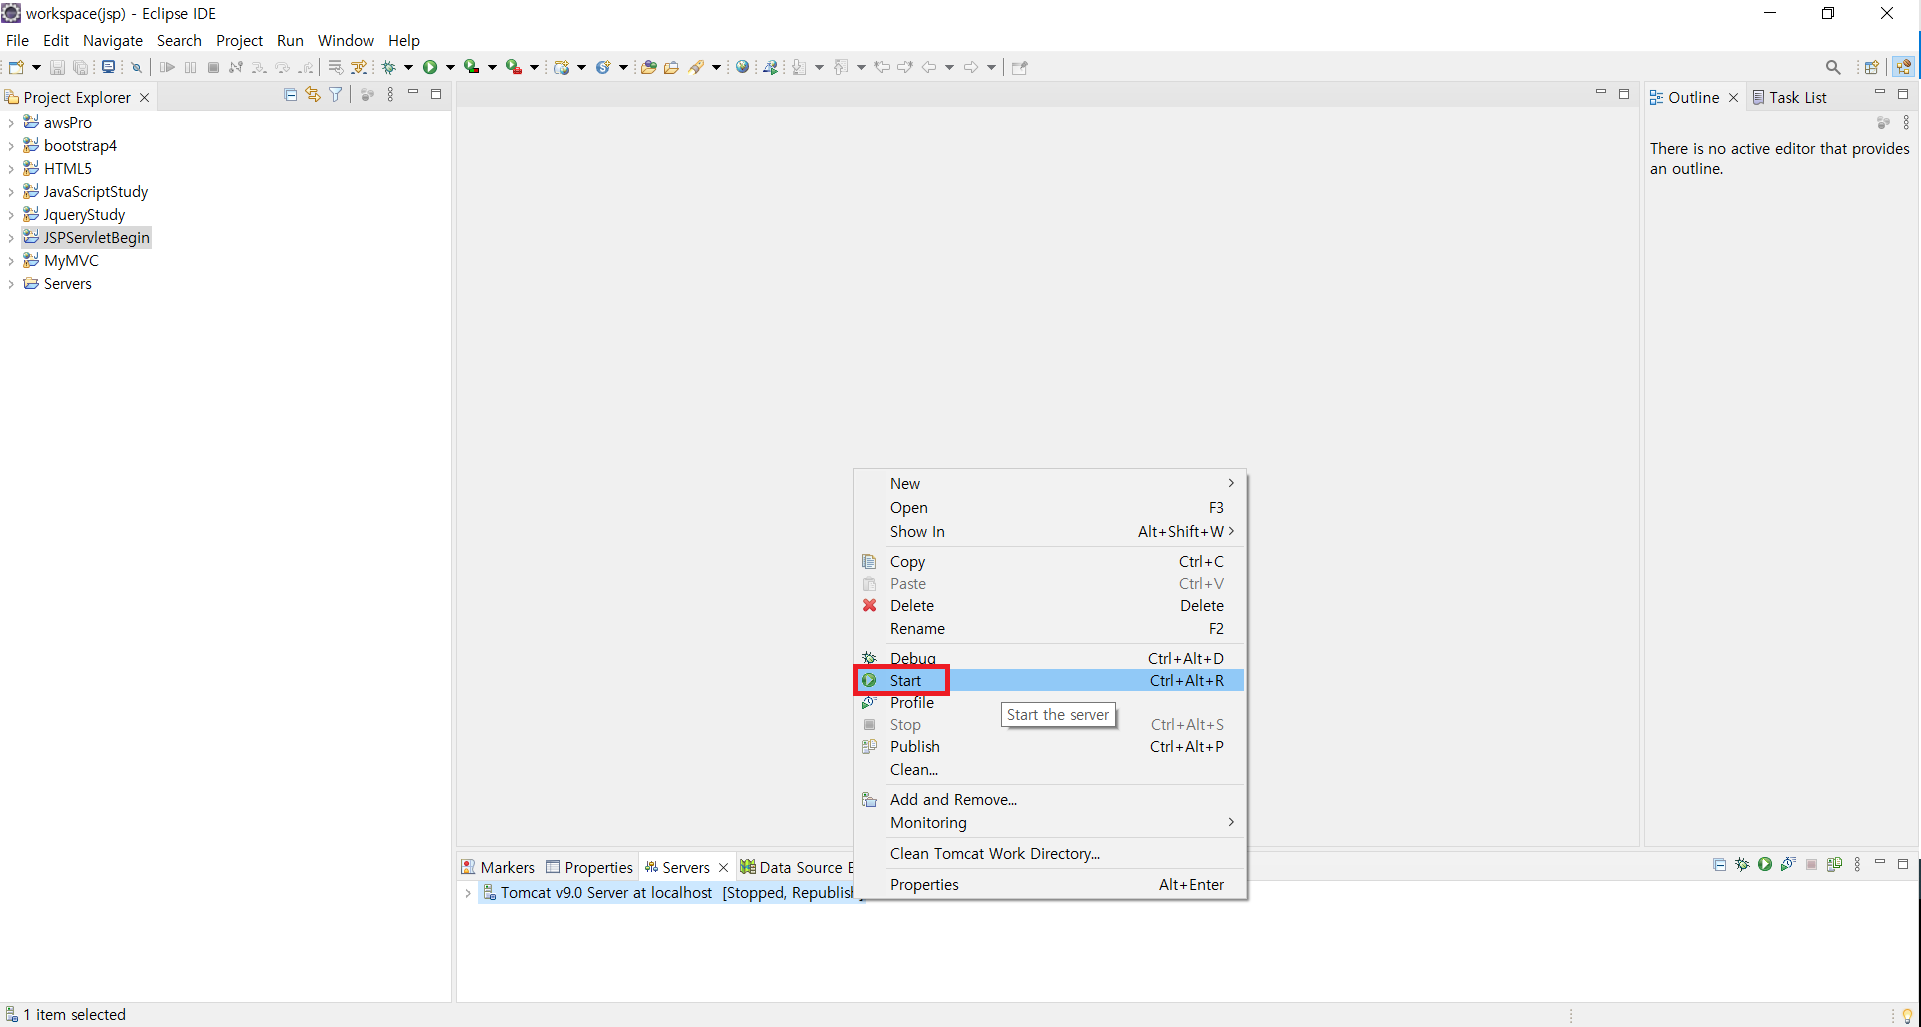 workspace(jsp) - Eclipse IDE
File Edit Navigate Search Project Run Window Help
Project Explorer
awsPro
bootstrap4
HTML5
JavaScriptStudy
JqueryStudy
JSPServletBegin
MyMVC
Servers
Outline Task List
There is no active editor that provides
an outline.
New
Open F3
Show In Alt+Shift+W
Copy Ctrl+C
Paste Ctrl+V
Delete Delete
Rename F2
Debug Ctrl+Alt+D
Start Ctrl+Alt+R
Profile
Start the server
Stop Ctrl+Alt+S
Publish Ctrl+Alt+P
Clean...
Add and Remove...
Monitoring
Clean Tomcat Work Directory...
Properties Alt+Enter
Markers Properties Servers Data Source E
Tomcat v9.0 Server at localhost [Stopped, Republish]
1 item selected